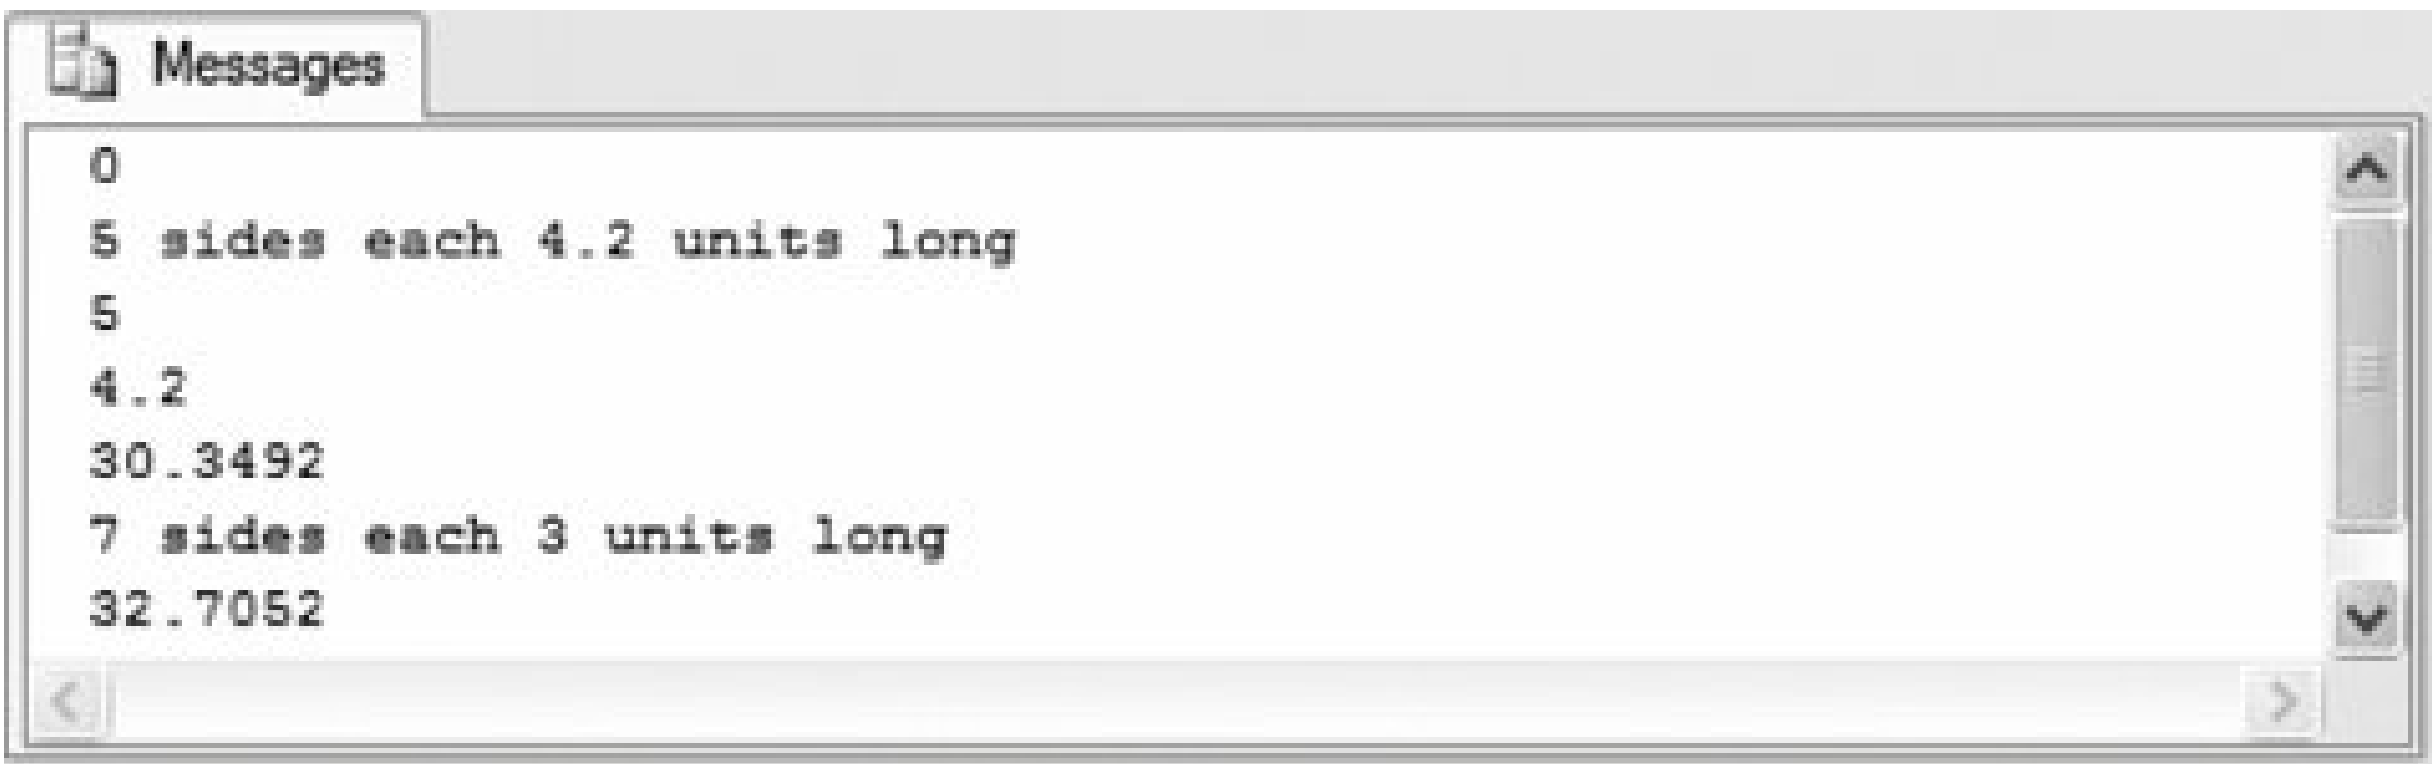 Messages
0
5 sides each 4.2 units long
5
4.2
30.3492
7 sides each 3 units long
32.7052